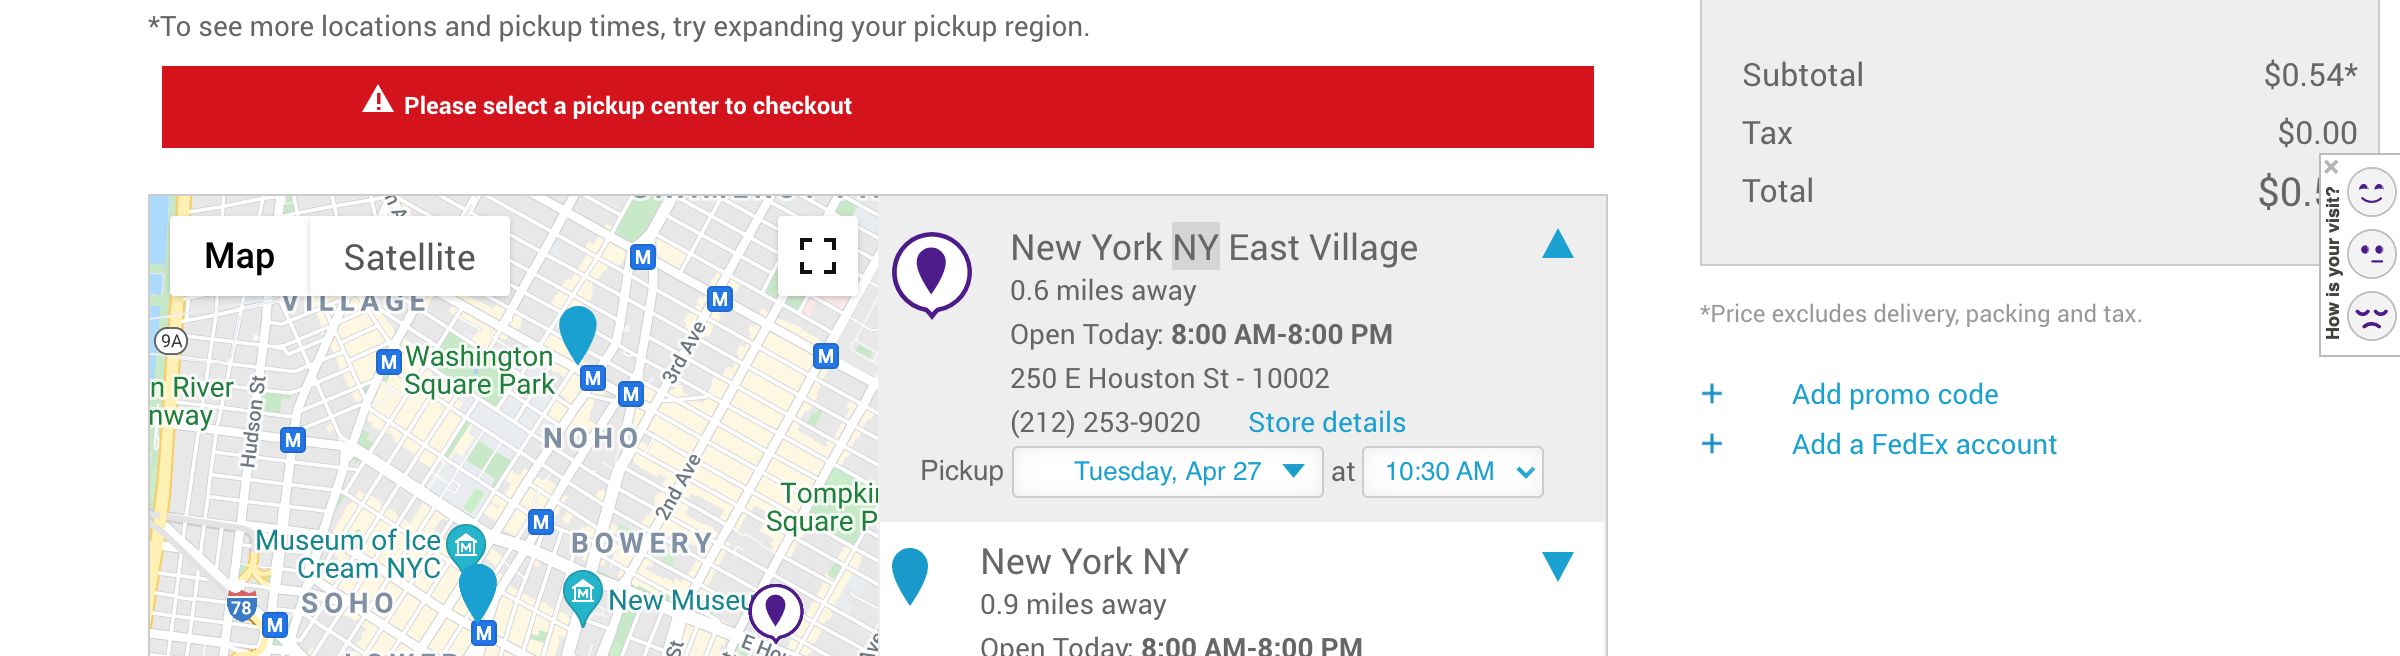 *To see more locations and pickup times, try expanding your pickup region.
Please select a pickup center to checkout
Map
Satellite
VILLAGE
9A
M
M
M
M
Washington
Square Park
3rd Ave
M
M
n River
nway
Hudson St
M
NOHO
2nd Ave
Tompki
Square P
M
Museum of Ice
Cream NYC
BOWERY
78
SOHO
M
M
New Museu
E Hou
St
New York NY East Village
0.6 miles away
Open Today: 8:00 AM-8:00 PM
250 E Houston St - 10002
(212) 253-9020 Store details
Pickup Tuesday, Apr 27 at 10:30 AM
New York NY
0.9 miles away
Open Today: 8:00 AM-8:00 PM
Subtotal $0.54*
Tax $0.00
Total $0.5
How is your visit?
*Price excludes delivery, packing and tax.
+ Add promo code
+ Add a FedEx account